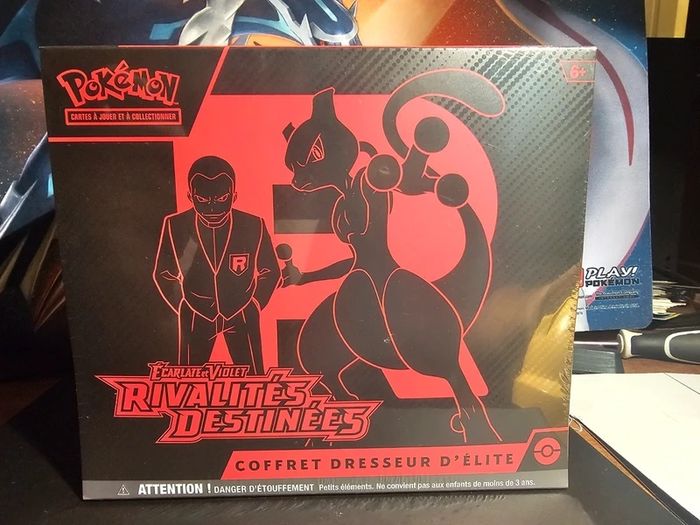 POKÉMON
CARTES À JOUER ET À COLLECTIONNER
6+
R
PLAY!
POKÉMON
ÉCARLATE ET VIOLET
RIVALITÉS
DESTINÉES
COFFRET DRESSEUR D'ÉLITE
ATTENTION ! DANGER D'ÉTOUFFEMENT Petits éléments. Ne convient pas aux enfants de moins de 3 ans.